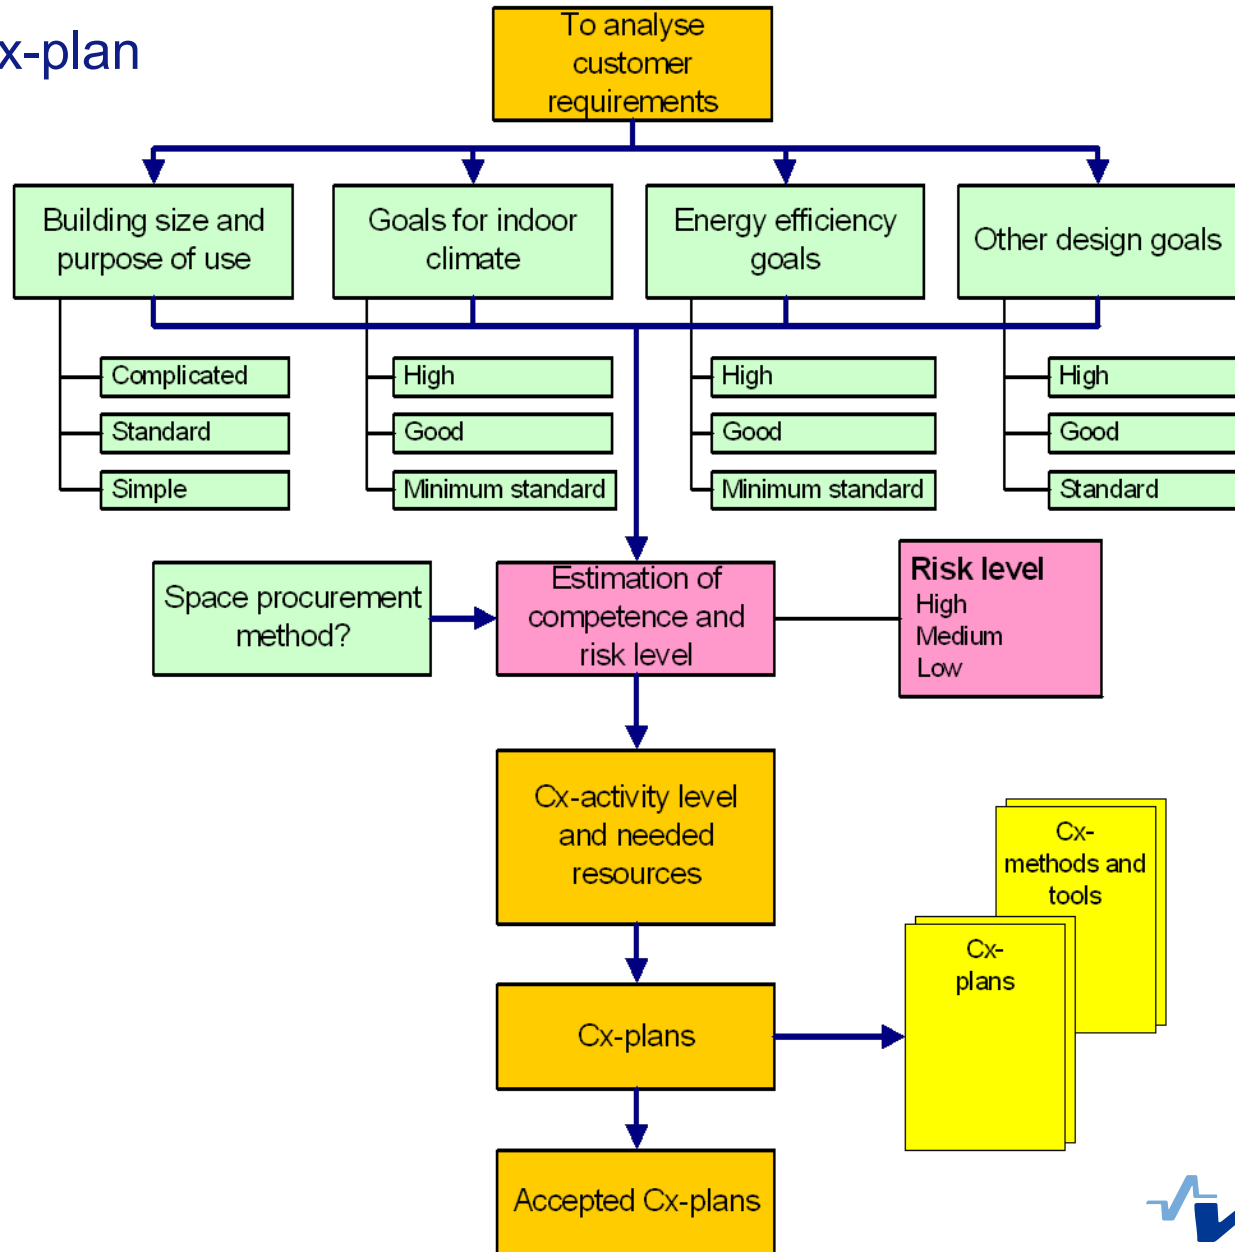 x-plan
To analyse
customer
requirements
Building size and
purpose of use
Goals for indoor
climate
Energy efficiency
goals
Other design goals
Complicated
Standard
Simple
High
Good
Minimum standard
High
Good
Minimum standard
High
Good
Standard
Space procurement
method?
Estimation of
competence and
risk level
Risk level
High
Medium
Low
Cx-activity level
and needed
resources
Cx-
methods and
tools
Cx-
plans
Cx-plans
Accepted Cx-plans